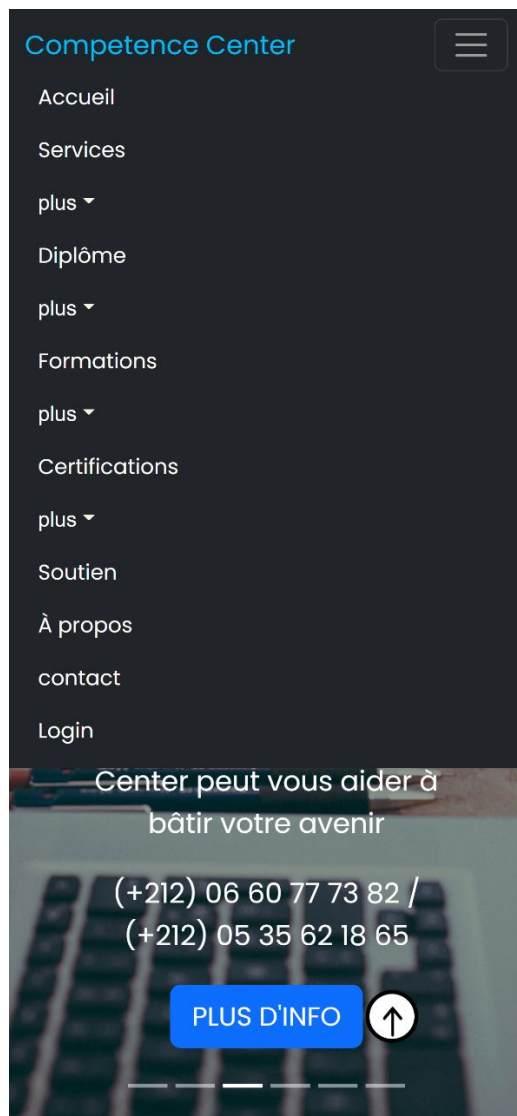 Competence Center
Accueil
Services
plus
Diplôme
plus
Formations
plus
Certifications
plus
Soutien
À propos
contact
Login
Center peut vous aider à
bâtir votre avenir
(+212) 06 60 77 73 82 /
(+212) 05 35 62 18 65
PLUS D'INFO